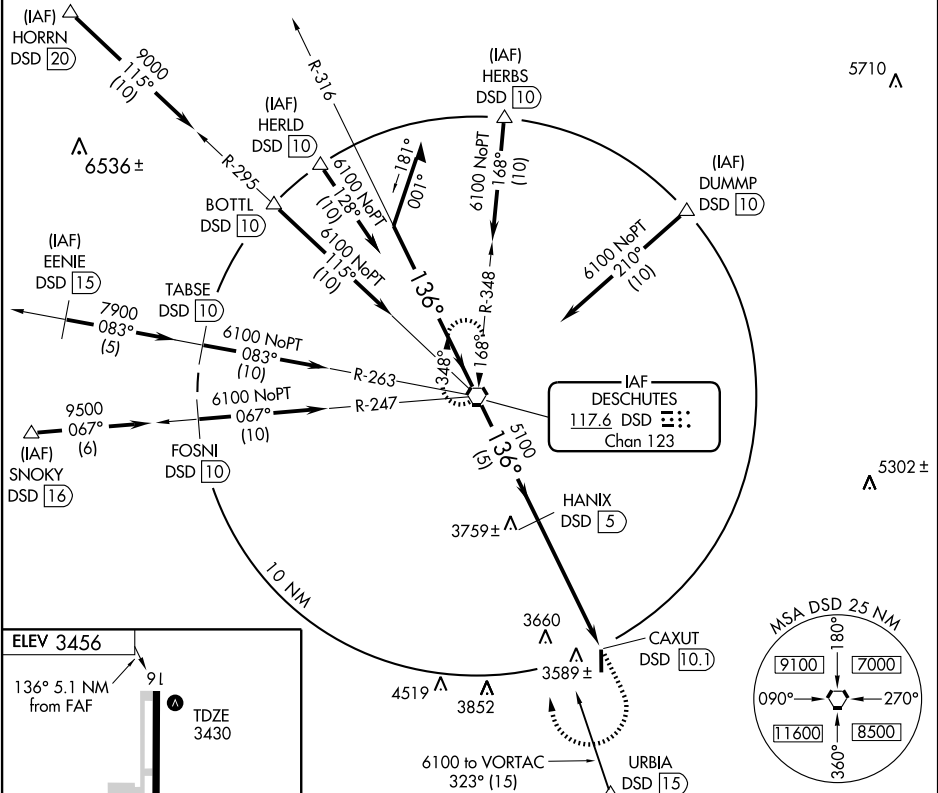 (IAF)
HORRN
DSD 20
9000
115°
(10)
R-316
(IAF)
HERBS
DSD 10
5710
(IAF)
HERLD
DSD 10
6536 ±
R-295
6100 NoPT
128°
(10)
181°
001°
6100 NoPT
168°
(10)
(IAF)
DUMMP
DSD 10
BOTTL
DSD 10
6100 NoPT
115°
(10)
6100 NoPT
210°
(10)
(IAF)
EENIE
DSD 15
TABSE
DSD 10
136°
R-348
7900
083°
(5)
6100 NoPT
083°
(10)
R-263
348°
168°
9500
067°
(6)
6100 NoPT
067°
(10)
R-247
IAF
DESCHUTES
117.6 DSD
Chan 123
(IAF)
SNOKY
DSD 16
FOSNI
DSD 10
5100
136°
(5)
5302 ±
HANIX
DSD 5
3759 ±
10 NM
3660
3589 ±
CAXUT
DSD 10.1
4519
3852
6100 to VORTAC
323° (15)
URBIA
DSD 15
ELEV 3456
136° 5.1 NM
from FAF
16
A
TDZE
3430
MSA DSD 25 NM
180°
9100
7000
090°
270°
11600
8500
360°